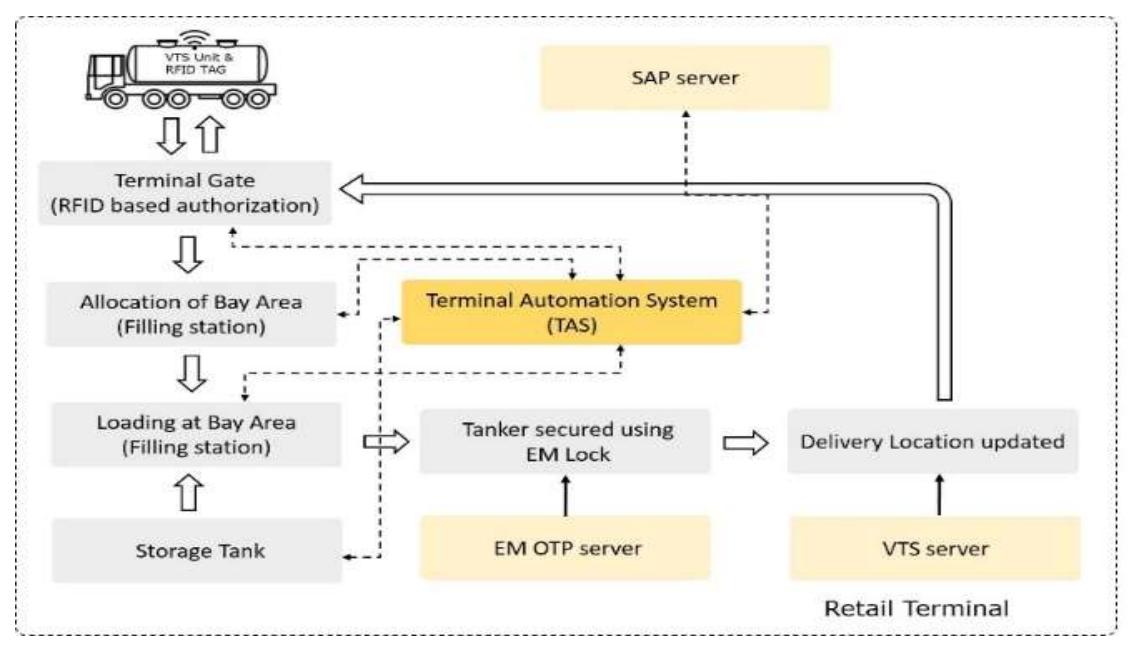 VTS Unit &
RFID TAG
SAP server
Terminal Gate
(RFID based authorization)
Allocation of Bay Area
(Filling station)
Terminal Automation System
(TAS)
Loading at Bay Area
(Filling station)
Tanker secured using
EM Lock
Delivery Location updated
Storage Tank
EM OTP server
VTS server
Retail Terminal